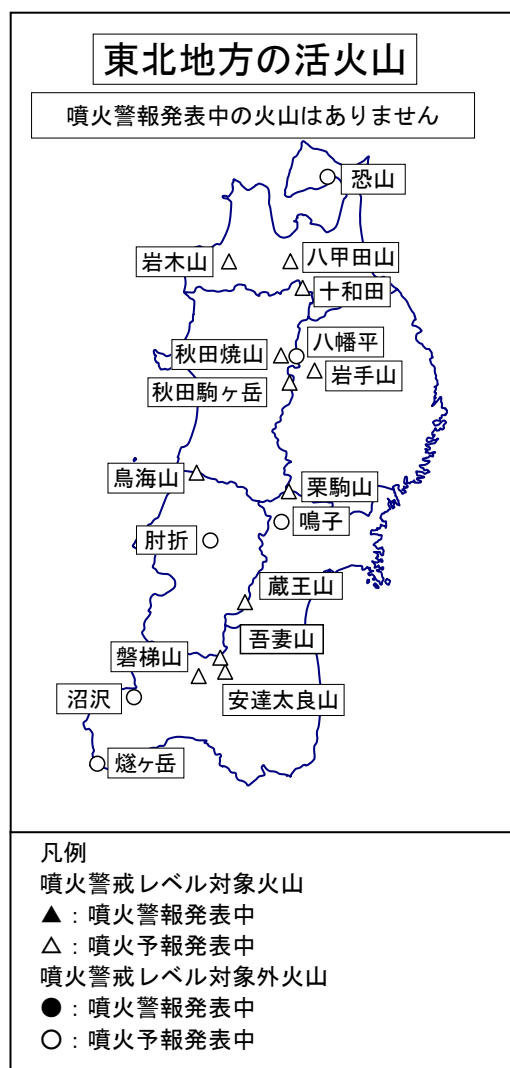 東北地方の活火山
噴火警報発表中の火山はありません
恐山
岩木山
八甲田山
十和田
八幡平
秋田焼山
岩手山
秋田駒ヶ岳
鳥海山
栗駒山
鳴子
肘折
蔵王山
吾妻山
磐梯山
沼沢
安達太良山
燧ヶ岳
凡例
噴火警戒レベル対象火山
▲：噴火警報発表中
△：噴火予報発表中
噴火警戒レベル対象外火山
●：噴火警報発表中
○：噴火予報発表中